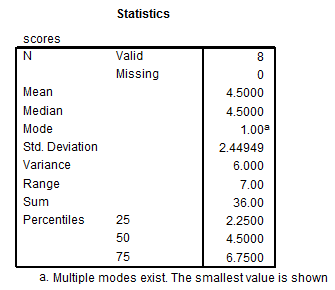 Statistics
scores
N Valid 8
Missing 0
Mean 4.5000
Median 4.5000
Mode 1.00a
Std. Deviation 2.44949
Variance 6.000
Range 7.00
Sum 36.00
Percentiles 25 2.2500
50 4.5000
75 6.7500
a. Multiple modes exist. The smallest value is shown